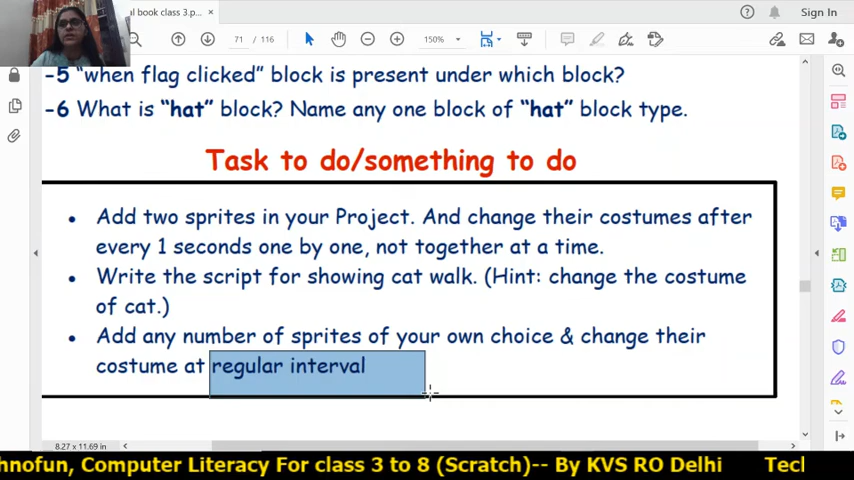 al book class 3.p... ×
Sign In
71 / 116
150%
-5 “when flag clicked” block is present under which block?
-6 What is “hat” block? Name any one block of “hat” block type.
Task to do/something to do
• Add two sprites in your Project. And change their costumes after
every 1 seconds one by one, not together at a time.
• Write the script for showing cat walk. (Hint: change the costume
of cat.)
• Add any number of sprites of your own choice & change their
costume at regular interval
8.27 x 11.69 in
hnofun, Computer Literacy For class 3 to 8 (Scratch)-- By KVS RO Delhi Tecl